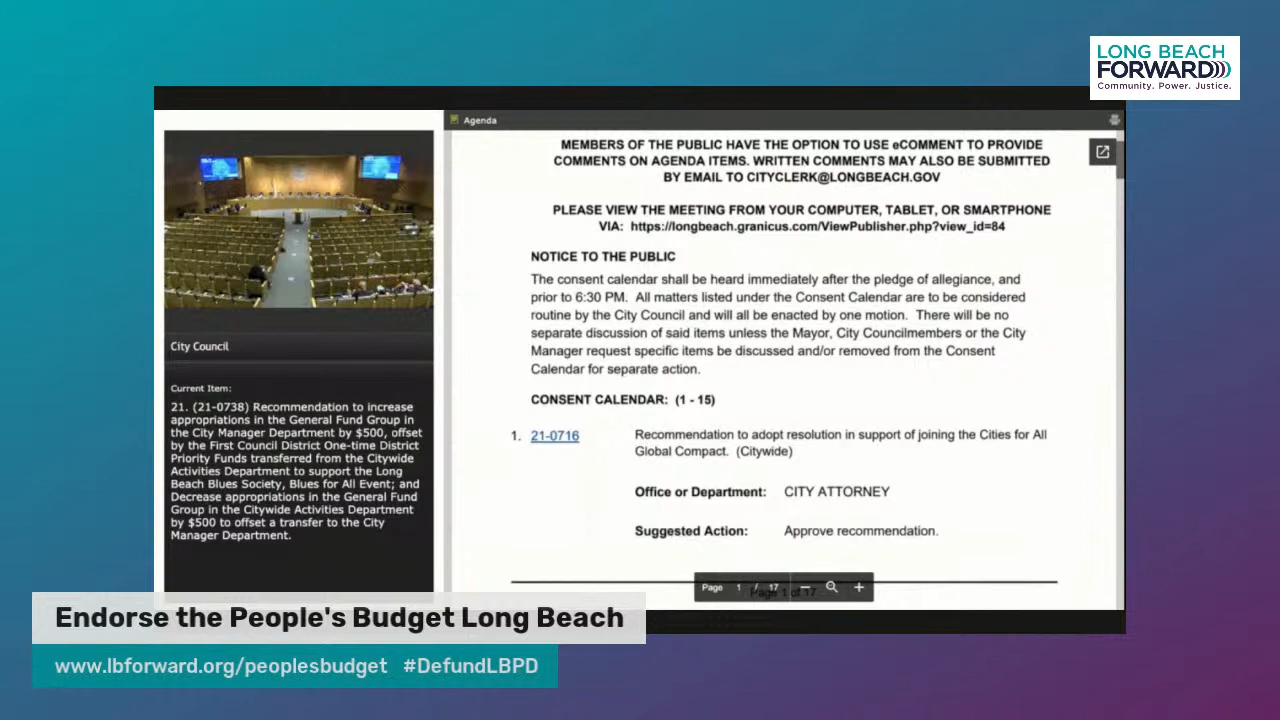 LONG BEACH
FORWARD
Community. Power. Justice.
Agenda
MEMBERS OF THE PUBLIC HAVE THE OPTION TO USE eCOMMENT TO PROVIDE
COMMENTS ON AGENDA ITEMS. WRITTEN COMMENTS MAY ALSO BE SUBMITTED
BY EMAIL TO CITYCLERK@LONGBEACH.GOV
PLEASE VIEW THE MEETING FROM YOUR COMPUTER, TABLET, OR SMARTPHONE
VIA: https://longbeach.granicus.com/ViewPublisher.php?view_id=84
NOTICE TO THE PUBLIC
The consent calendar shall be heard immediately after the pledge of allegiance, and
prior to 6:30 PM. All matters listed under the Consent Calendar are to be considered
routine by the City Council and will all be enacted by one motion. There will be no
separate discussion of said items unless the Mayor, City Councilmembers or the City
Manager request specific items be discussed and/or removed from the Consent
Calendar for separate action.
CONSENT CALENDAR: (1 - 15)
1. 21-0716 Recommendation to adopt resolution in support of joining the Cities for All
Global Compact. (Citywide)
Office or Department: CITY ATTORNEY
Suggested Action: Approve recommendation.
Page 1 / 17
Page 1 of 17
City Council
Current Item:
21. (21-0738) Recommendation to increase
appropriations in the General Fund Group in
the City Manager Department by $500, offset
by the First Council District One-time District
Priority Funds transferred from the Citywide
Activities Department to support the Long
Beach Blues Society, Blues for All Event; and
Decrease appropriations in the General Fund
Group in the Citywide Activities Department
by $500 to offset a transfer to the City
Manager Department.
Endorse the People's Budget Long Beach
www.lbforward.org/peoplesbudget #DefundLBPD